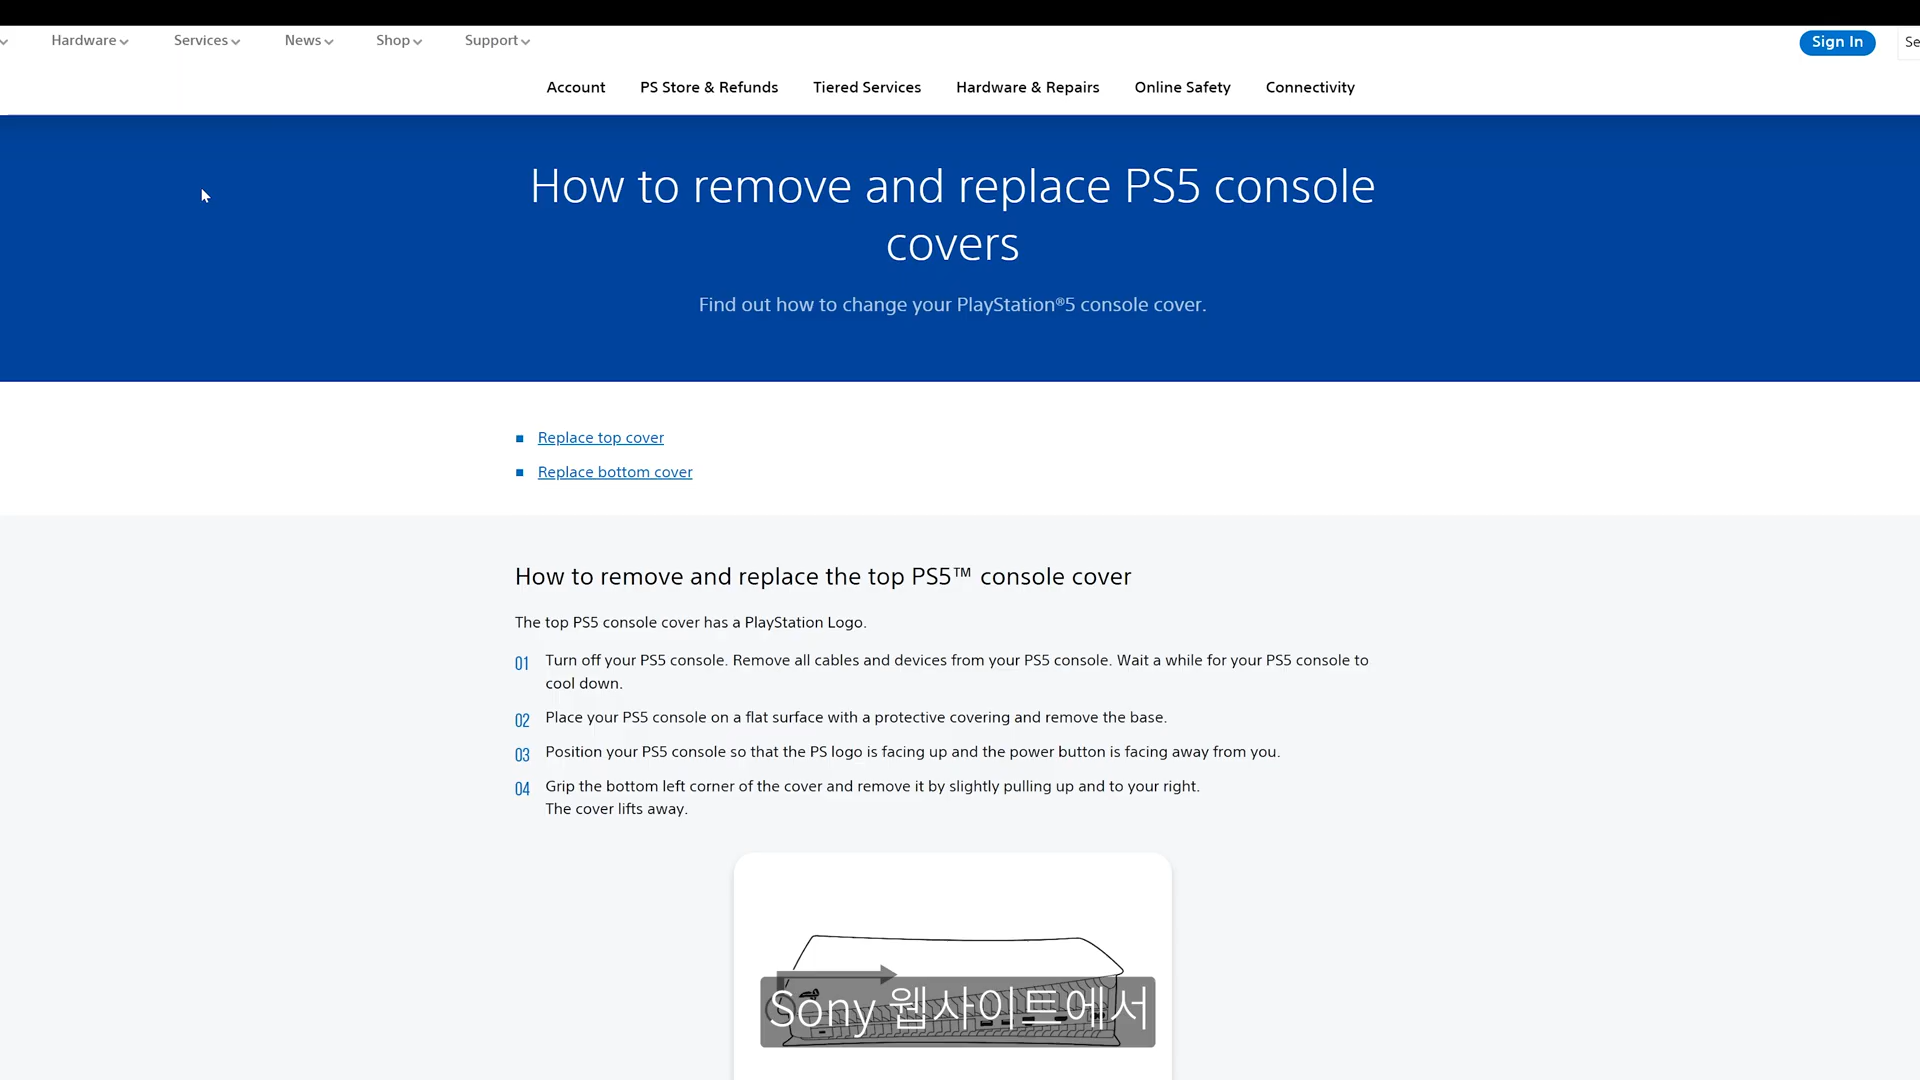 Hardware
Services
News
Shop
Support
Sign In
Se
Account
PS Store & Refunds
Tiered Services
Hardware & Repairs
Online Safety
Connectivity
How to remove and replace PS5 console
covers
Find out how to change your PlayStation®5 console cover.
Replace top cover
Replace bottom cover
How to remove and replace the top PS5™ console cover
The top PS5 console cover has a PlayStation Logo.
01 Turn off your PS5 console. Remove all cables and devices from your PS5 console. Wait a while for your PS5 console to
cool down.
02 Place your PS5 console on a flat surface with a protective covering and remove the base.
03 Position your PS5 console so that the PS logo is facing up and the power button is facing away from you.
04 Grip the bottom left corner of the cover and remove it by slightly pulling up and to your right.
The cover lifts away.
Sony 웹사이트에서